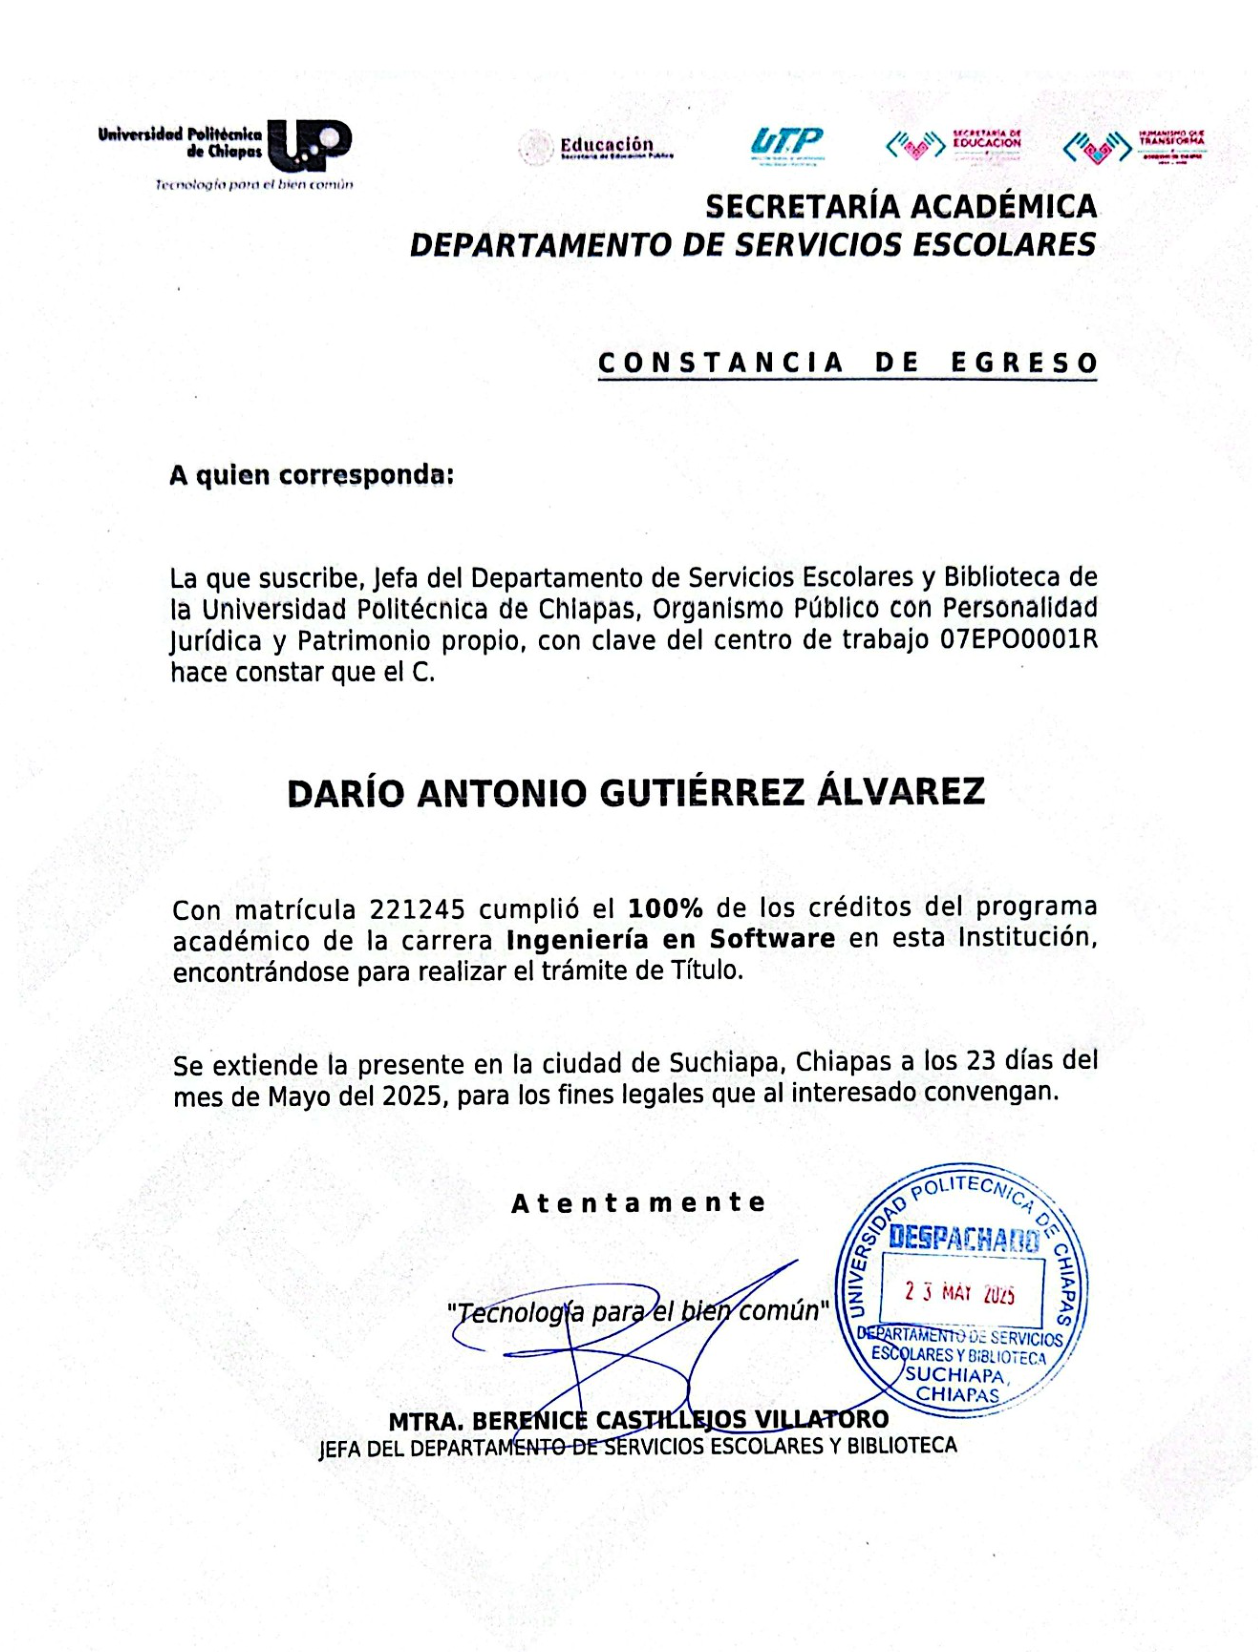 Universidad Politécnica
de Chiapas
UP
Tecnología para el bien común
Educación
Secretaría de Educación Pública
UTP
SECRETARÍA DE
EDUCACIÓN
HUMANISMO QUE
TRANSFORMA
SECRETARÍA ACADÉMICA
DEPARTAMENTO DE SERVICIOS ESCOLARES
CONSTANCIA DE EGRESO
A quien corresponda:
La que suscribe, Jefa del Departamento de Servicios Escolares y Biblioteca de
la Universidad Politécnica de Chiapas, Organismo Público con Personalidad
Jurídica y Patrimonio propio, con clave del centro de trabajo 07EPO0001R
hace constar que el C.
DARÍO ANTONIO GUTIÉRREZ ÁLVAREZ
Con matrícula 221245 cumplió el 100% de los créditos del programa
académico de la carrera Ingeniería en Software en esta Institución,
encontrándose para realizar el trámite de Título.
Se extiende la presente en la ciudad de Suchiapa, Chiapas a los 23 días del
mes de Mayo del 2025, para los fines legales que al interesado convengan.
Atentamente
UNIVERSIDAD POLITECNICA DE CHIAPAS
DESPACHADO
23 MAY 2025
DEPARTAMENTO DE SERVICIOS
ESCOLARES Y BIBLIOTECA
SUCHIAPA,
CHIAPAS
"Tecnología para el bien común"
MTRA. BERENICE CASTILLEJOS VILLATORO
JEFA DEL DEPARTAMENTO DE SERVICIOS ESCOLARES Y BIBLIOTECA